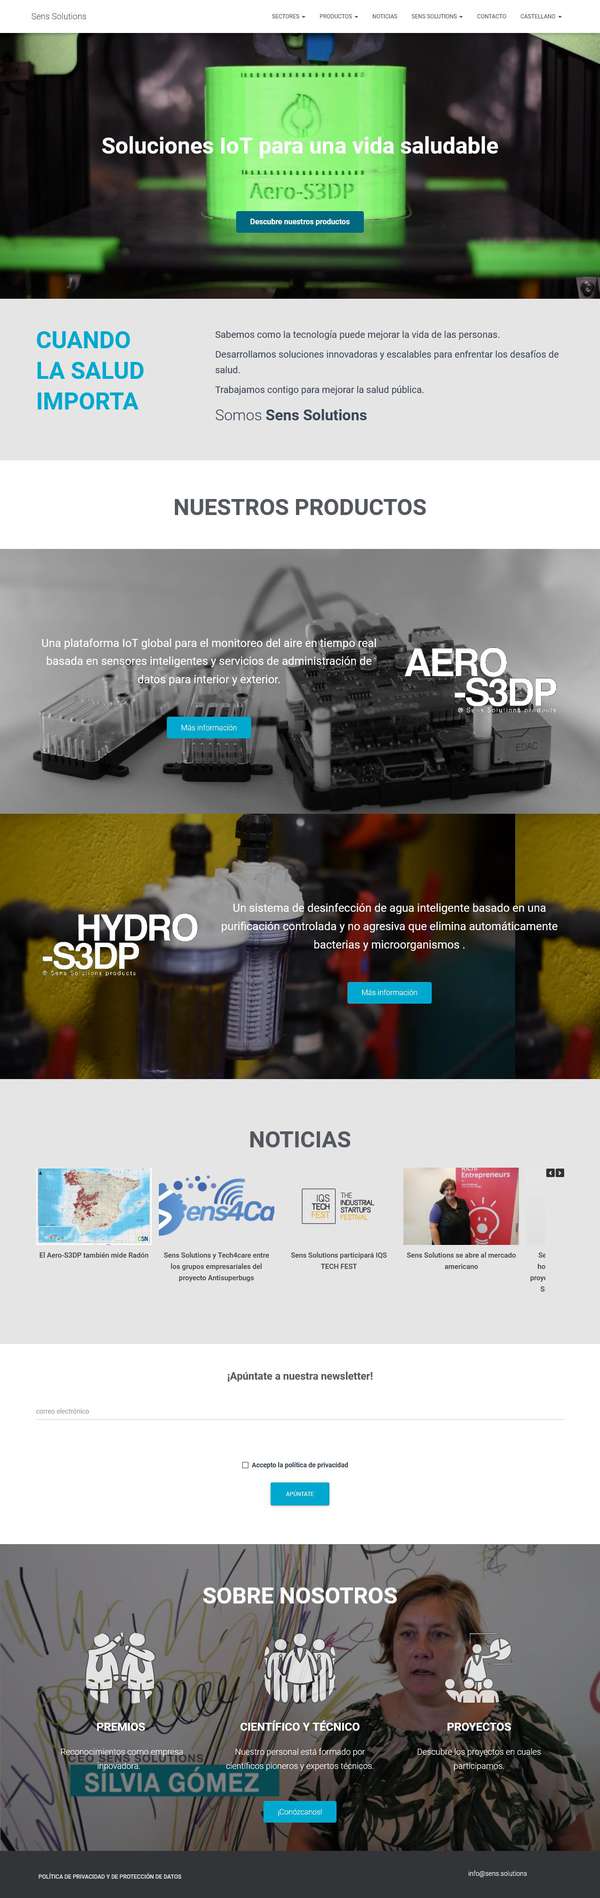 Sens Solutions
SECTORES
PRODUCTOS
NOTICIAS
SENS SOLUTIONS
CONTACTO
CASTELLANO
Soluciones IoT para una vida saludable
Aero-S3DP
Descubre nuestros productos
CUANDO
LA SALUD
IMPORTA
Sabemos como la tecnología puede mejorar la vida de las personas.
Desarrollamos soluciones innovadoras y escalables para enfrentar los desafíos de
salud.
Trabajamos contigo para mejorar la salud pública.
Somos Sens Solutions
NUESTROS PRODUCTOS
Una plataforma IoT global para el monitoreo del aire en tiempo real
basada en sensores inteligentes y servicios de administración de
datos para interior y exterior.
Más información
AERO
-S3DP
® Sens Solutions products
EDAC
HYDRO
-S3DP
® Sens Solutions products
Un sistema de desinfección de agua inteligente basado en una
purificación controlada y no agresiva que elimina automáticamente
bacterias y microorganismos .
Más información
NOTICIAS
CSN
Sens4Ca
IQS
TECH
FEST
THE
INDUSTRIAL
STARTUPS
FESTIVAL
Entrepreneurs
El Aero-S3DP también mide Radón
Sens Solutions y Tech4care entre
los grupos empresariales del
proyecto Antisuperbugs
Sens Solutions participará IQS
TECH FEST
Sens Solutions se abre al mercado
americano
Se
ho
proye
S
¡Apúntate a nuestra newsletter!
correo electrónico
Accepto la política de privacidad
APÚNTATE
SOBRE NOSOTROS
PREMIOS
Reconocimientos como empresa
innovadora.
CIENTÍFICO Y TÉCNICO
Nuestro personal está formado por
científicos pioneros y expertos técnicos.
PROYECTOS
Descubre los proyectos en cuales
participamos.
CEO SENS SOLUTIONS
SILVIA GÓMEZ
¡Conózcanos!
POLÍTICA DE PRIVACIDAD Y DE PROTECCIÓN DE DATOS
info@sens.solutions